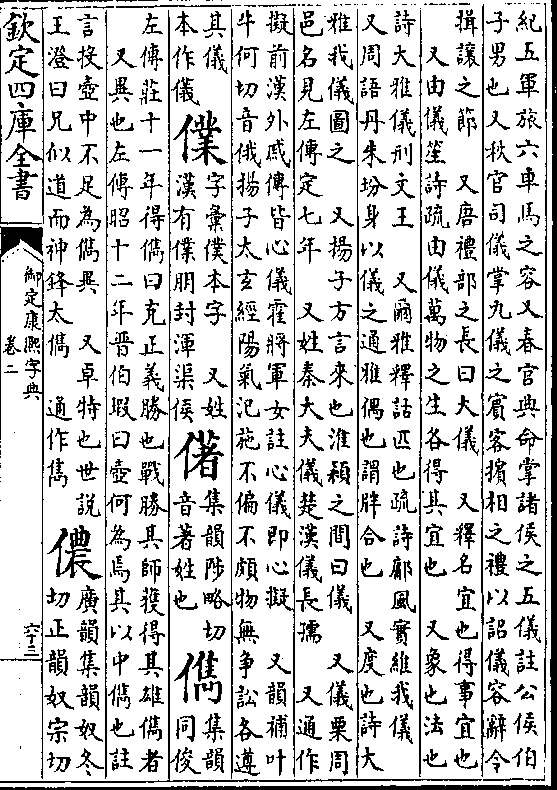 紀五軍旅六車馬之容又春官典命掌諸侯之五儀註公侯伯
子男也又秋官司儀掌九儀之賓客擯相之禮以詔儀容辭令
揖讓之節 又唐禮部之長曰大儀 又釋名宜也得事宜也
又由儀笙詩疏由儀萬物之生各得其宜也 又象也法也
詩大雅儀刑文王 又爾雅釋詁匹也疏詩鄘風實維我儀
又周語丹朱坋身以儀之通雅偶也謂牉合也 又度也詩大
雅我儀圖之 又揚子方言來也淮穎之間曰儀 又儀栗周
邑名見左傳定七年 又姓秦大夫儀楚漢儀長孺 又通作
擬前漢外戚傳皆心儀霍將軍女註心儀即心擬 又韻補叶
牛何切音俄揚子太玄經陽氣氾施不偏不頗物無爭訟各遵
其儀
本作儀
㒒
字彙僕本字 又姓
漢有僕朋封渾渠侯
偖
集韻陟略切
音著姓也
儁
集韻
同俊
左傳莊十一年得儁曰克正義勝也戰勝其師獲得其雄儁者
又異也左傳昭十二年晉伯瑕曰壺何為焉其以中儁也註
言投壺中不足為儁異 又卓特也世說
王澄曰兄似道而神鋒太儁 通作雋
儂
廣韻集韻奴冬
切正韻奴宗切
欽定四庫全書
御定康熙字典
卷二
六十三